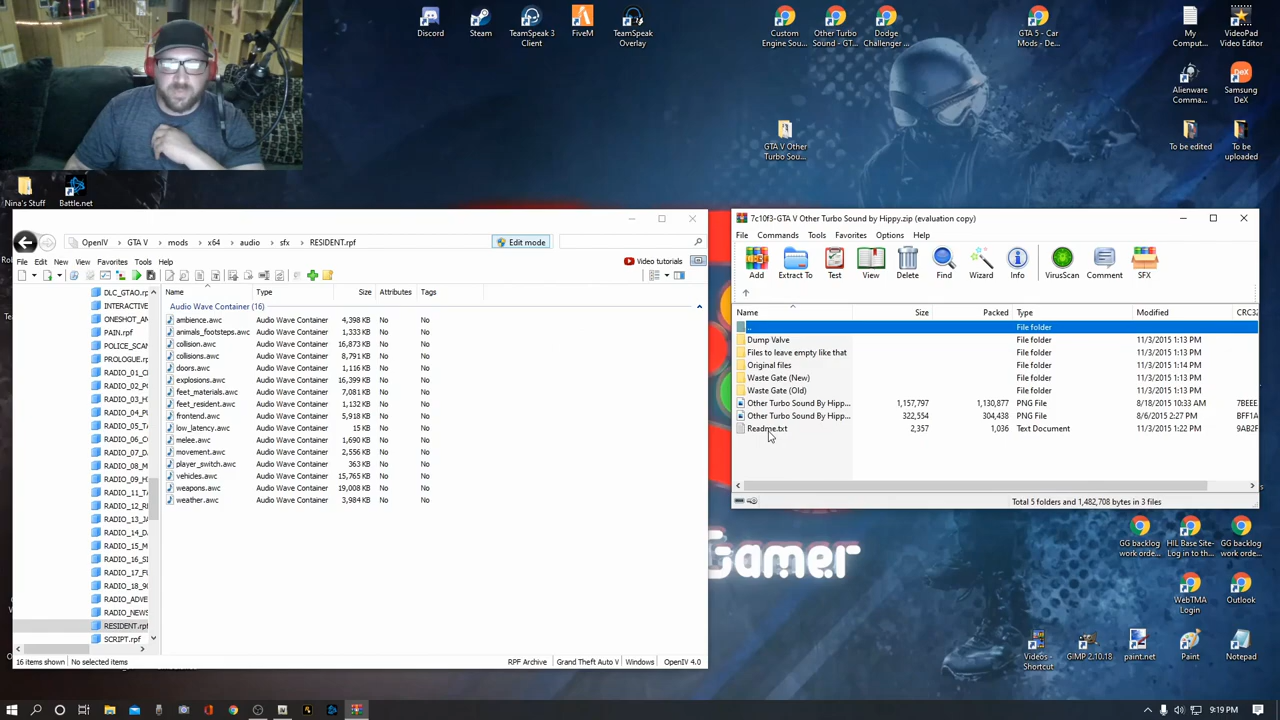 Discord
Steam
TeamSpeak 3
Client
FiveM
TeamSpeak
Overlay
Custom
Engine Sou...
Other Turbo
Sound - GT...
Dodge
Challenger ...
GTA 5 - Car
Mods - De...
My
Comput...
VideoPad
Video Editor
Alienware
Comma...
Samsung
DeX
GTA V Other
Turbo Sou...
To be edited
To be
uploaded
Nina's Stuff
Battle.net
OpenIV
GTA V
mods
x64
audio
sfx
RESIDENT.rpf
Edit mode
File
Edit
New
View
Favorites
Tools
Help
Video tutorials
Name
Type
Size
Attributes
Tags
Audio Wave Container (16)
ambience.awc Audio Wave Container 4,398 KB No No
animals_footsteps.awc Audio Wave Container 1,333 KB No No
collision.awc Audio Wave Container 16,873 KB No No
collisions.awc Audio Wave Container 8,791 KB No No
doors.awc Audio Wave Container 1,116 KB No No
explosions.awc Audio Wave Container 16,399 KB No No
feet_materials.awc Audio Wave Container 7,081 KB No No
feet_resident.awc Audio Wave Container 1,132 KB No No
frontend.awc Audio Wave Container 5,918 KB No No
low_latency.awc Audio Wave Container 15 KB No No
melee.awc Audio Wave Container 1,690 KB No No
movement.awc Audio Wave Container 2,556 KB No No
player_switch.awc Audio Wave Container 363 KB No No
vehicles.awc Audio Wave Container 15,765 KB No No
weapons.awc Audio Wave Container 19,008 KB No No
weather.awc Audio Wave Container 3,984 KB No No
DLC_GTAO.rp
INTERACTIVE
ONESHOT_AN
PAIN.rpf
POLICE_SCAN
PROLOGUE.rp
RADIO_01_C
RADIO_02_P
RADIO_03_H
RADIO_04_P
RADIO_05_T
RADIO_06_C
RADIO_07_D
RADIO_08_M
RADIO_09_H
RADIO_11_TA
RADIO_12_RE
RADIO_13_JA
RADIO_14_D
RADIO_15_M
RADIO_16_SI
RADIO_17_FU
RADIO_18_90
RADIO_ADVE
RADIO_NEWS
RESIDENT.rpf
SCRIPT.rpf
16 items shown
No selected items
RPF Archive
Grand Theft Auto V
Windows
OpenIV 4.0
7c10f3-GTA V Other Turbo Sound by Hippy.zip (evaluation copy)
File
Commands
Tools
Favorites
Options
Help
Add
Extract To
Test
View
Delete
Find
Wizard
Info
VirusScan
Comment
SFX
Name
Size
Packed
Type
Modified
CRC32
.. File folder
Dump Valve File folder 11/3/2015 1:13 PM
Files to leave empty like that File folder 11/3/2015 1:13 PM
Original files File folder 11/3/2015 1:14 PM
Waste Gate (New) File folder 11/3/2015 1:13 PM
Waste Gate (Old) File folder 11/3/2015 1:13 PM
Other Turbo Sound By Hipp... 1,157,797 1,130,877 PNG File 8/18/2015 10:33 AM 7BEEE
Other Turbo Sound By Hipp... 322,554 304,438 PNG File 8/6/2015 2:27 PM BFF1A
Readme.txt 2,357 1,036 Text Document 11/3/2015 1:22 PM 9AB2F
Total 5 folders and 1,482,708 bytes in 3 files
Gamer
GG backlog
work orde...
HIL Base Site-
Log in to th...
GG backlog
work orde...
WebTMA
Login
Outlook
Videos -
Shortcut
GIMP 2.10.18
paint.net
Paint
Notepad
9:19 PM